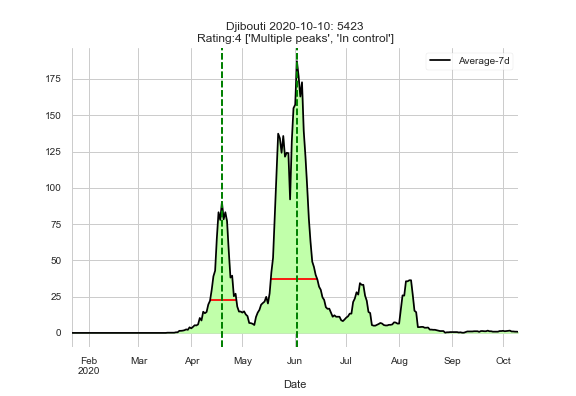 Djibouti 2020-10-10: 5423
Rating:4 ['Multiple peaks', 'In control']
Average-7d
175
150
125
100
75
50
25
0
Feb Mar Apr May Jun Jul Aug Sep Oct
2020
Date